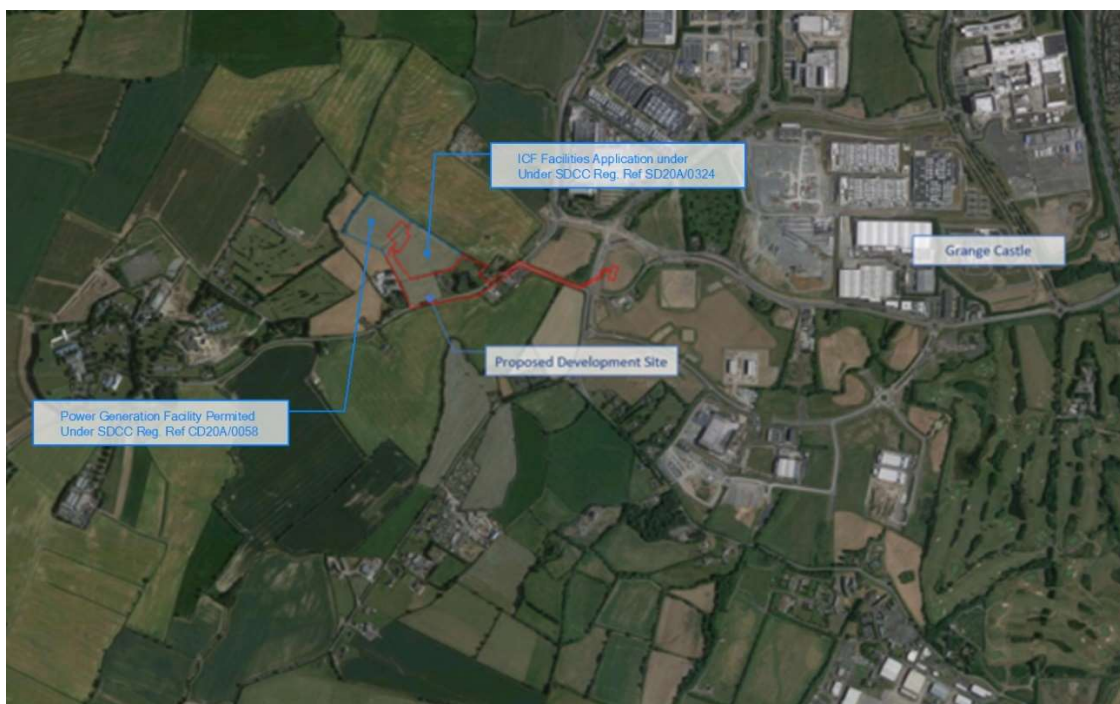 ICF Facilities Application under
Under SDCC Reg. Ref SD20A/0324
Grange Castle
Proposed Development Site
Power Generation Facility Permited
Under SDCC Reg. Ref CD20A/0058